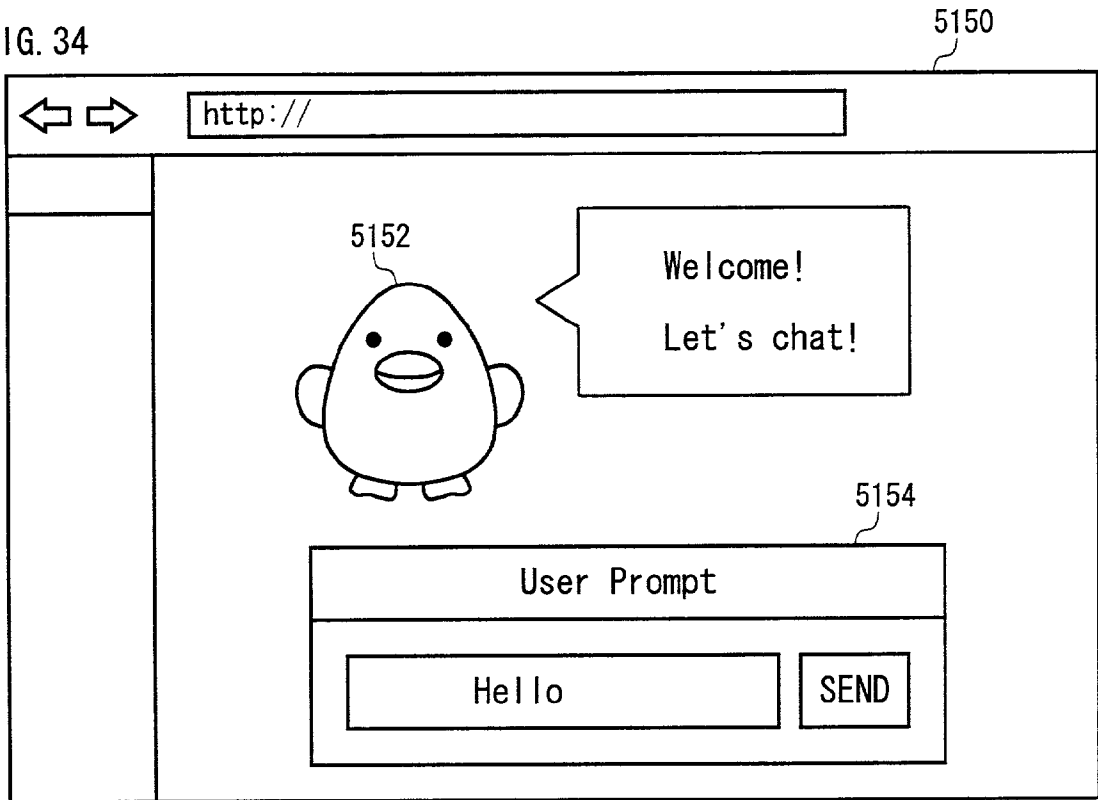 IG. 34
5150
http://
5152
Welcome!
Let's chat!
5154
User Prompt
Hello
SEND